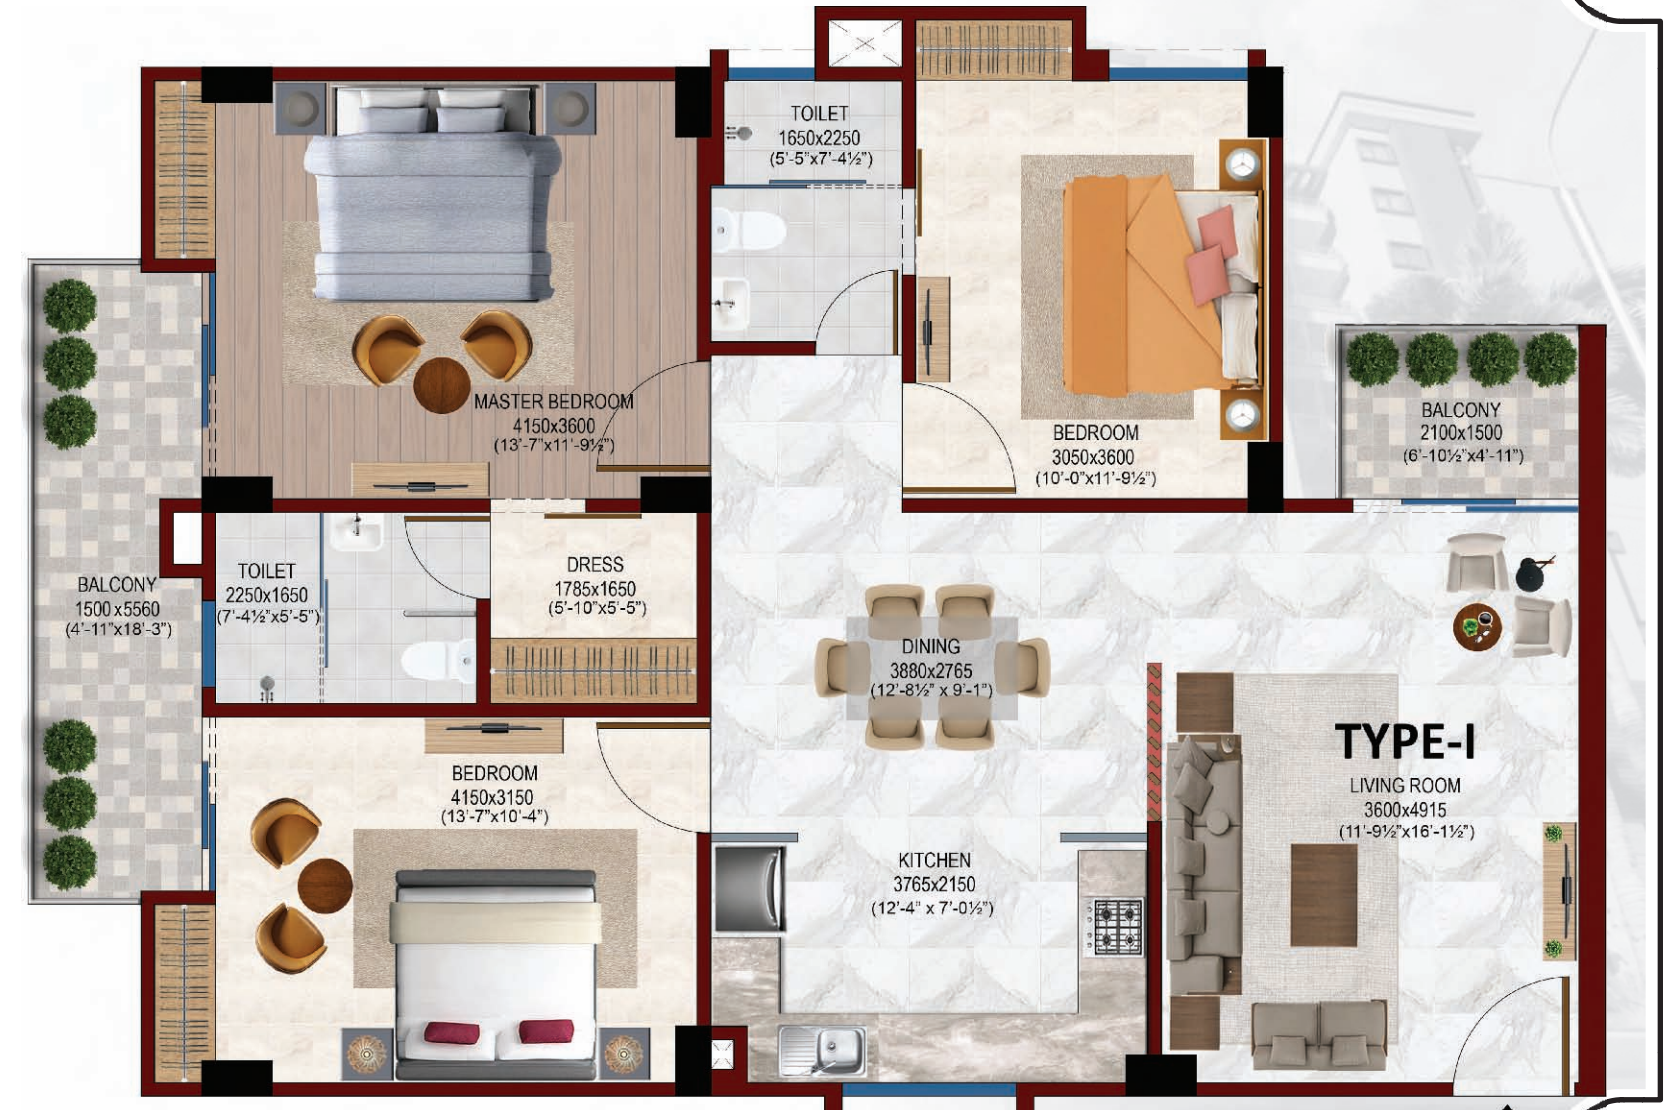 TOILET
1650x2250
(5'-5"x7'-4½")
MASTER BEDROOM
4150x3600
(13'-7"x11'-9½")
BEDROOM
3050x3600
(10'-0"x11'-9½")
BALCONY
2100x1500
(6'-10½"x4'-11")
BALCONY
1500x5560
(4'-11"x18'-3")
TOILET
2250x1650
(7'-4½"x5'-5")
DRESS
1785x1650
(5'-10"x5'-5")
DINING
3880x2765
(12'-8½" x 9'-1")
TYPE-I
LIVING ROOM
3600x4915
(11'-9½"x16'-1½")
BEDROOM
4150x3150
(13'-7"x10'-4")
KITCHEN
3765x2150
(12'-4" x 7'-0½")